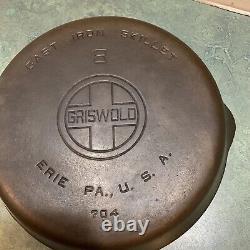 CAST IRON SKILLET
8
GRISWOLD
ERIE PA., U. S. A.
704